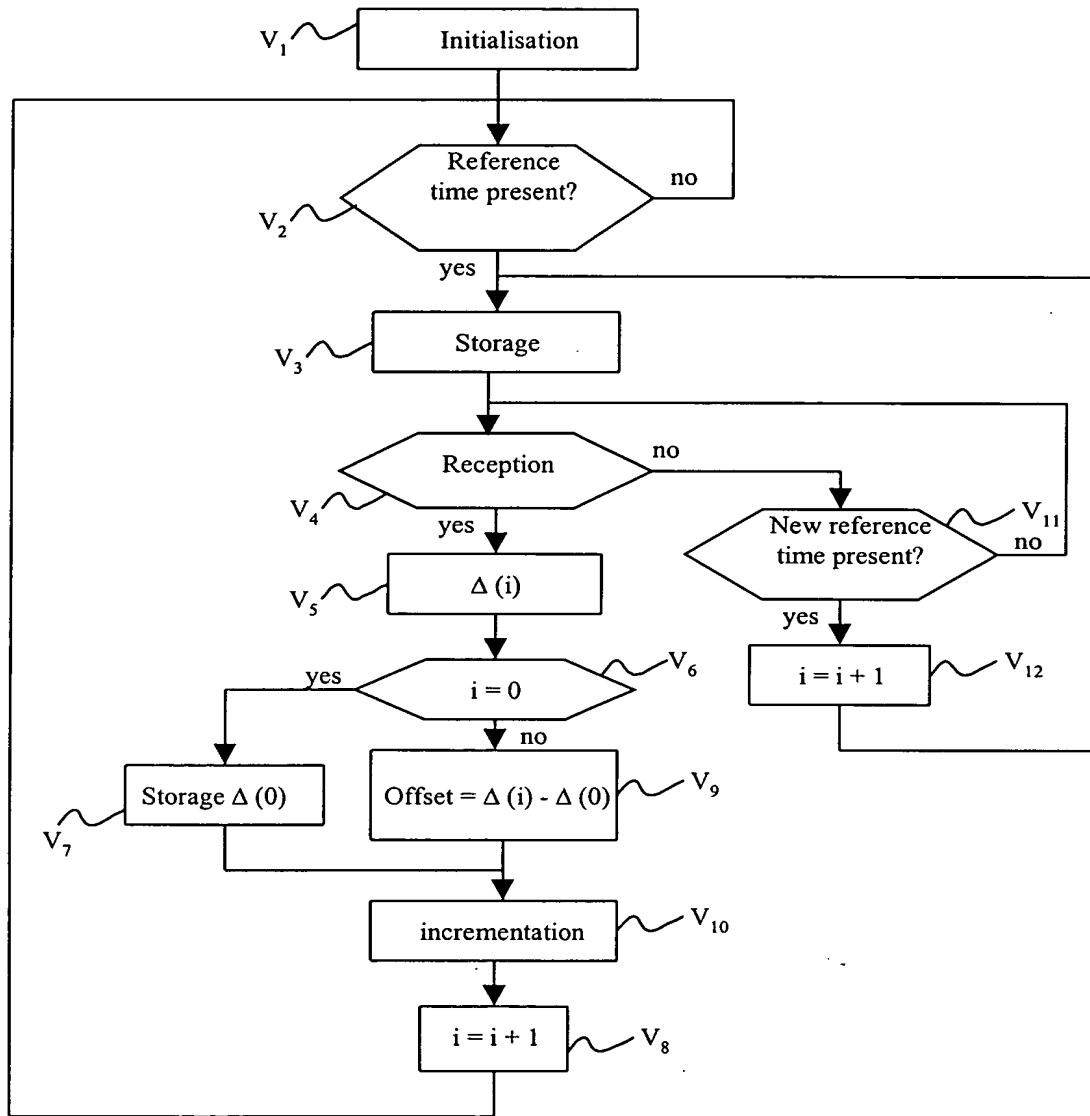 V₁
Initialisation
Reference
time present?
no
V₂
yes
Storage
V₃
Reception
no
V₄
yes
New reference
time present?
V₁₁
no
Δ (i)
V₅
yes
i = i + 1
V₁₂
i = 0
V₆
yes
no
Storage Δ (0)
V₇
Offset = Δ (i) - Δ (0)
V₉
incrementation
V₁₀
i = i + 1
V₈